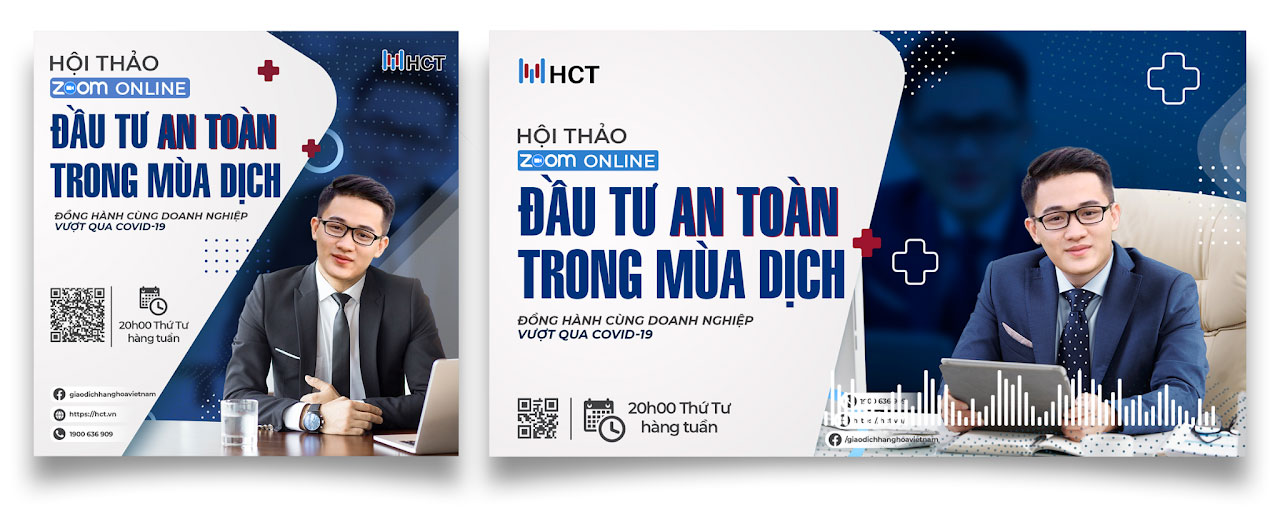 HỘI THẢO
zoom ONLINE
ĐẦU TƯ AN TOÀN
TRONG MÙA DỊCH
ĐỒNG HÀNH CÙNG DOANH NGHIỆP
VƯỢT QUA COVID-19
20h00 Thứ Tư
hàng tuần
giaodichhanghoavietnam
https://hct.vn
1900 636 909
HCT
HCT
HỘI THẢO
zoom ONLINE
ĐẦU TƯ AN TOÀN
TRONG MÙA DỊCH
ĐỒNG HÀNH CÙNG DOANH NGHIỆP
VƯỢT QUA COVID-19
20h00 Thứ Tư
hàng tuần
/giaodichhanghoavietnam